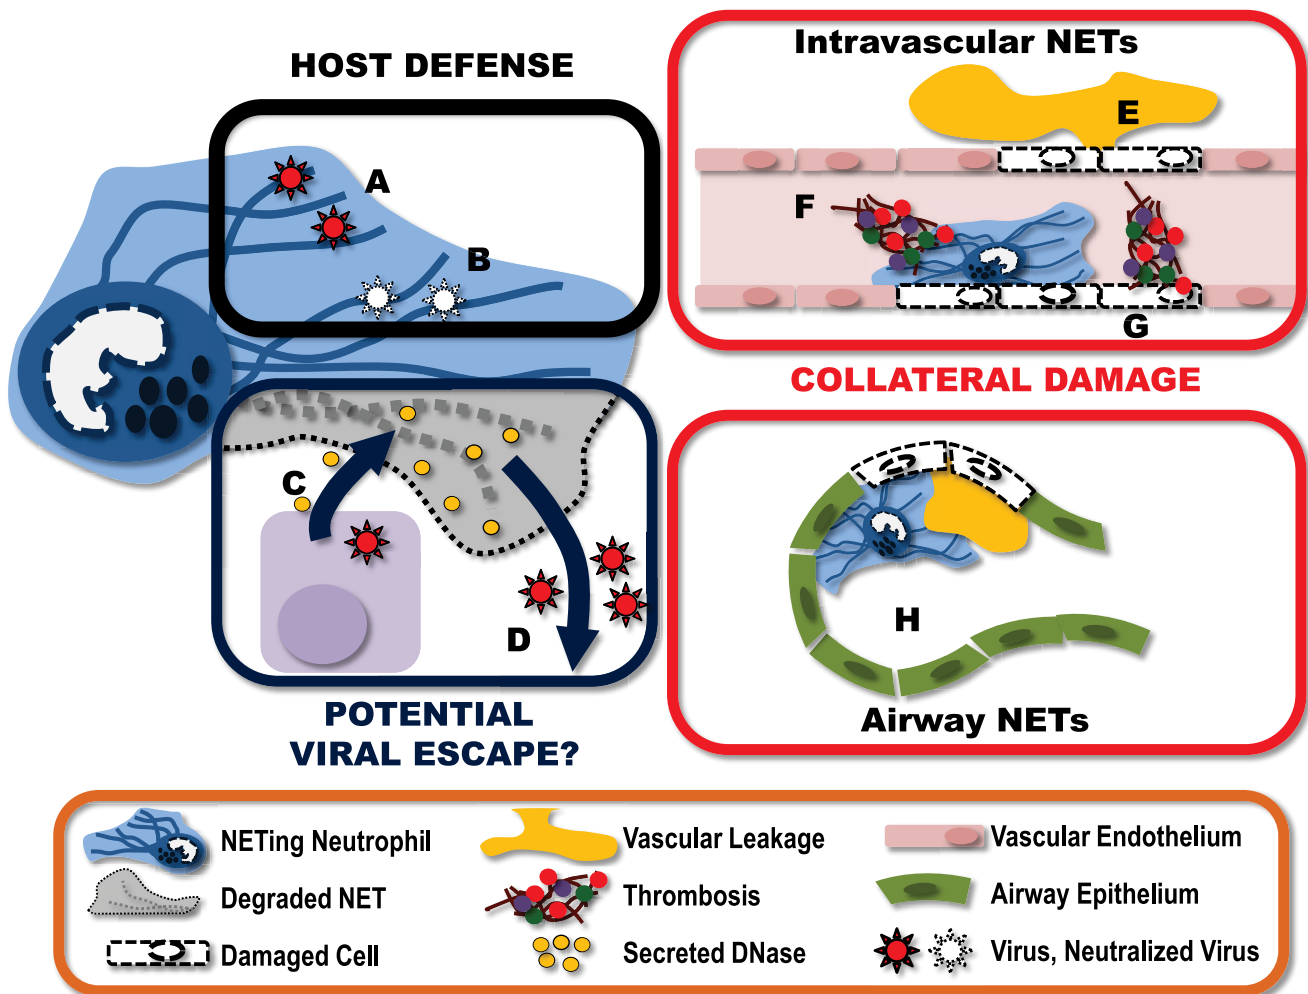 HOST DEFENSE
A
B
C
D
POTENTIAL
VIRAL ESCAPE?
Intravascular NETs
E
F
G
COLLATERAL DAMAGE
H
Airway NETs
NETing Neutrophil
Vascular Leakage
Vascular Endothelium
Degraded NET
Thrombosis
Airway Epithelium
Damaged Cell
Secreted DNase
Virus, Neutralized Virus